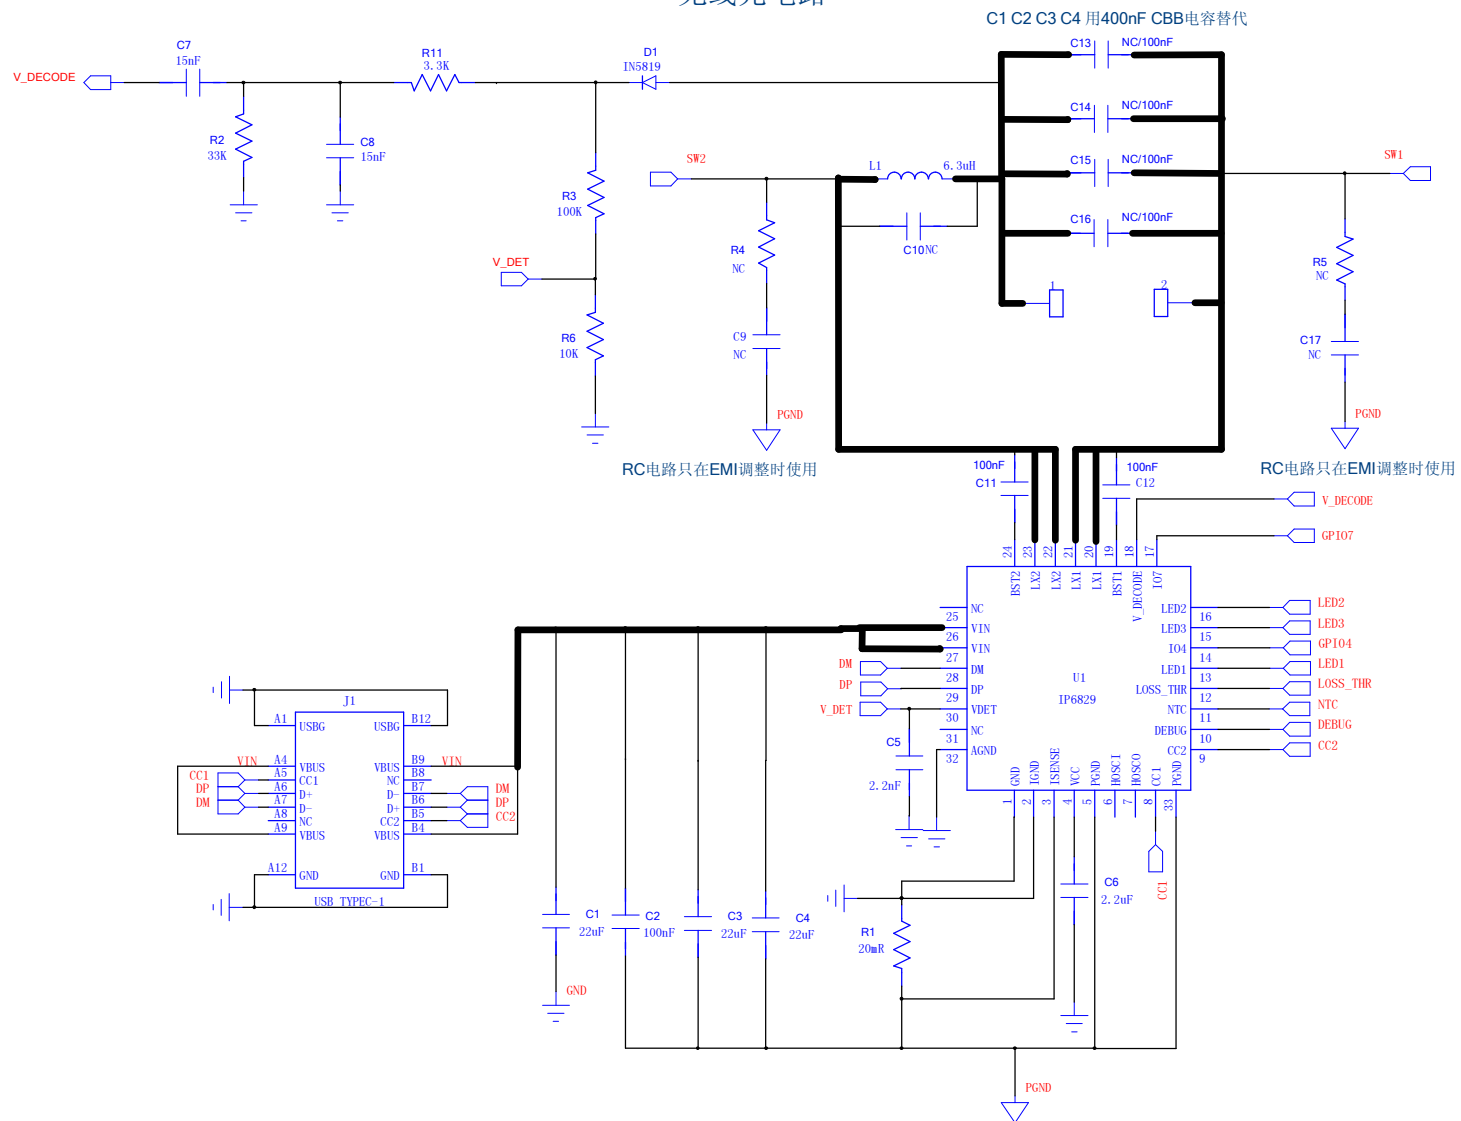 C1 C2 C3 C4 用400nF CBB电容替代
C7
15nF
V_DECODE
R11
3.3K
D1
IN5819
C13
NC/100nF
C14
NC/100nF
C15
NC/100nF
C16
NC/100nF
R2
33K
C8
15nF
R3
100K
SW2
L1
6.3uH
C10
NC
SW1
R4
NC
R5
NC
V_DET
1
2
R6
10K
C9
NC
C17
NC
PGND
PGND
RC电路只在EMI调整时使用
RC电路只在EMI调整时使用
100nF
C11
100nF
C12
V_DECODE
GPIO7
24
23
22
21
20
19
18
17
BST2
LX2
LX2
LX1
LX1
BST1
V_DECODE
IO7
NC
25
VIN
26
VIN
27
DM
28
DP
29
VDET
30
NC
31
AGND
32
DM
DP
V_DET
U1
IP6829
LED2
16
LED3
15
IO4
14
LED1
13
LOSS_THR
12
NTC
11
DEBUG
10
CC2
9
LED2
LED3
GPIO4
LED1
LOSS_THR
NTC
DEBUG
CC2
GND
IGND
ISENSE
VCC
PGND
HOSCI
HOSCO
CC1
PGND
1
2
3
4
5
6
7
8
33
C5
2.2nF
J1
A1
USBG
USBG
B12
VIN
A4
VBUS
VBUS
B9
VIN
CC1
A5
CC1
NC
B8
DP
A6
D+
D-
B7
DM
DM
A7
D-
D+
B6
DP
A8
NC
CC2
B5
CC2
A9
VBUS
VBUS
B4
A12
GND
GND
B1
USB TYPEC-1
C1
22uF
C2
100nF
C3
22uF
C4
22uF
R1
20mR
C6
2.2uF
CC1
GND
PGND